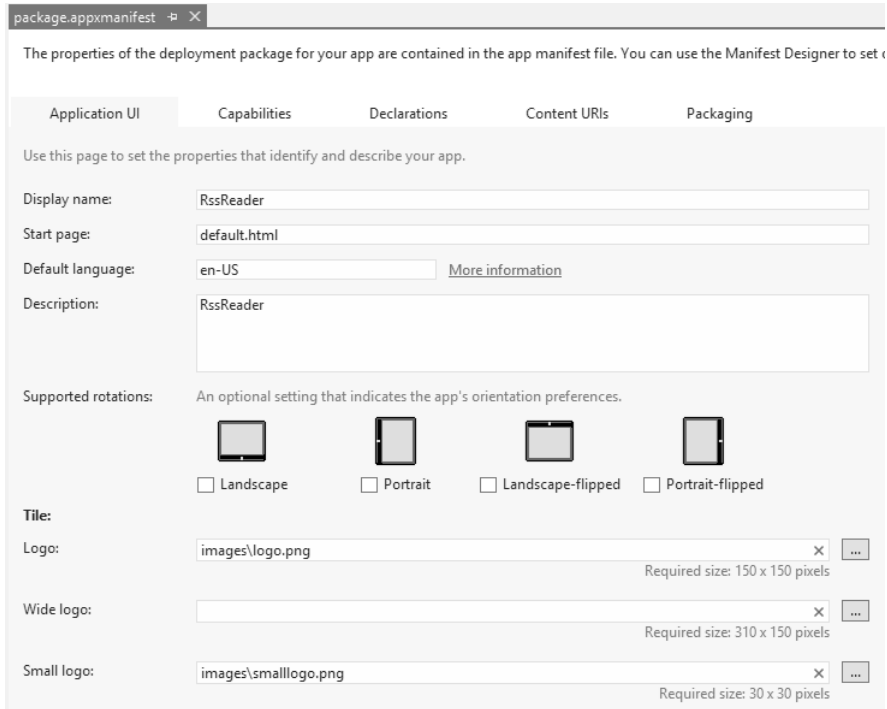 package.appxmanifest
The properties of the deployment package for your app are contained in the app manifest file. You can use the Manifest Designer to set
Application UI Capabilities Declarations Content URIs Packaging
Use this page to set the properties that identify and describe your app.
Display name: RssReader
Start page: default.html
Default language: en-US More information
Description: RssReader
Supported rotations: An optional setting that indicates the app's orientation preferences.
Landscape Portrait Landscape-flipped Portrait-flipped
Tile:
Logo: images\logo.png ...
Required size: 150 x 150 pixels
Wide logo: ...
Required size: 310 x 150 pixels
Small logo: images\smalllogo.png ...
Required size: 30 x 30 pixels